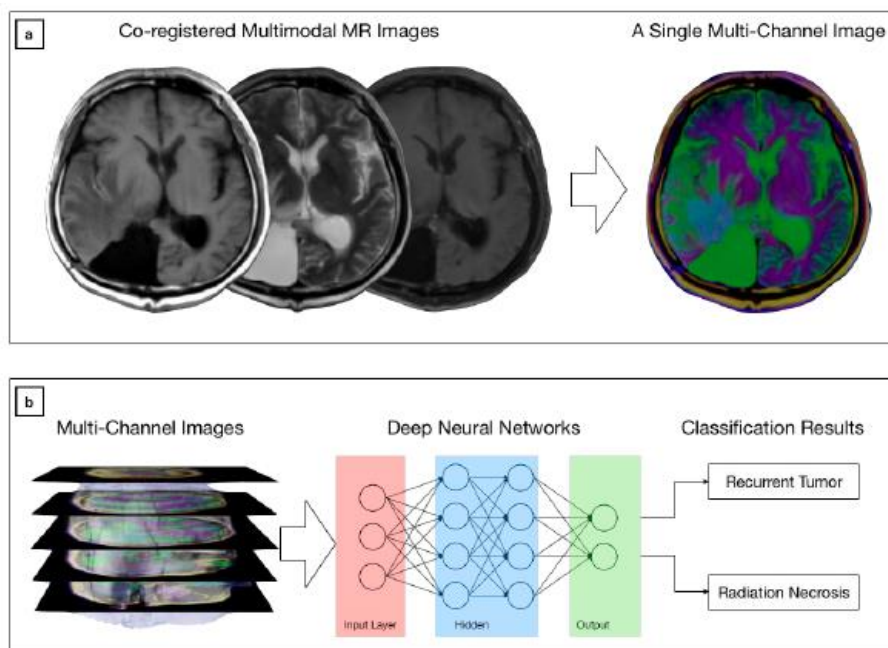 a
Co-registered Multimodal MR Images
A Single Multi-Channel Image
b
Multi-Channel Images
Deep Neural Networks
Classification Results
Recurrent Tumor
Radiation Necrosis
Input Layer
Hidden
Output